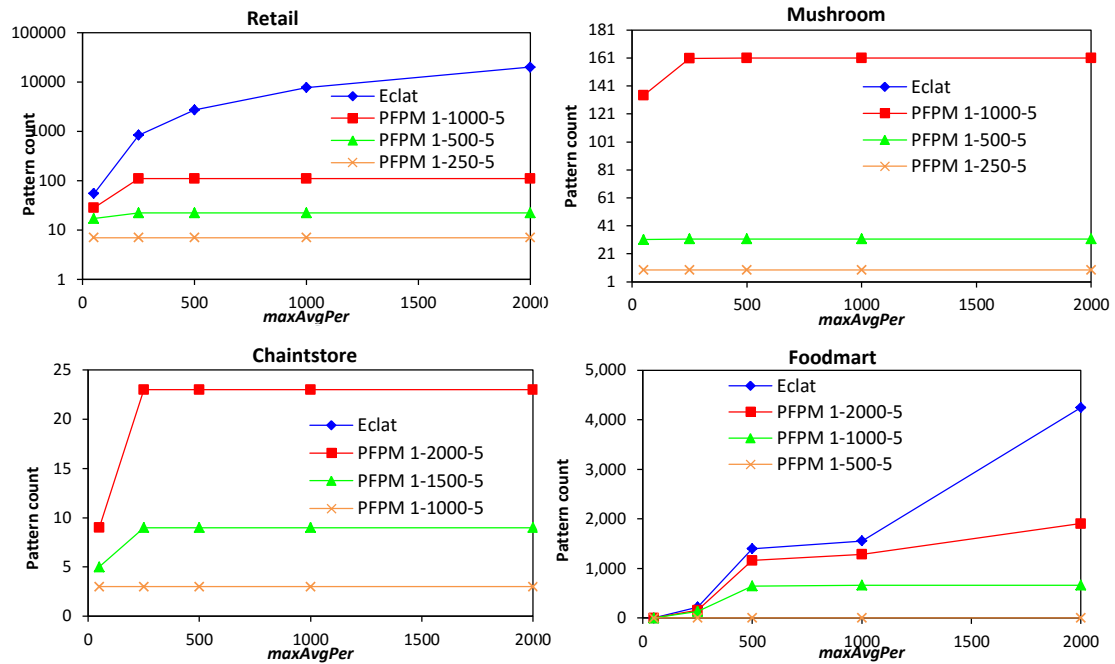 Retail
Pattern count
100000
10000
1000
100
10
1
0
500
1000
1500
2000
maxAvgPer
Eclat
PFPM 1-1000-5
PFPM 1-500-5
PFPM 1-250-5
Mushroom
Pattern count
181
161
141
121
101
81
61
41
21
1
0
500
1000
1500
2000
maxAvgPer
Eclat
PFPM 1-1000-5
PFPM 1-500-5
PFPM 1-250-5
Chaintstore
Pattern count
25
20
15
10
5
0
0
500
1000
1500
2000
maxAvgPer
Eclat
PFPM 1-2000-5
PFPM 1-1500-5
PFPM 1-1000-5
Foodmart
Pattern count
5,000
4,000
3,000
2,000
1,000
0
0
500
1000
1500
2000
maxAvgPer
Eclat
PFPM 1-2000-5
PFPM 1-1000-5
PFPM 1-500-5